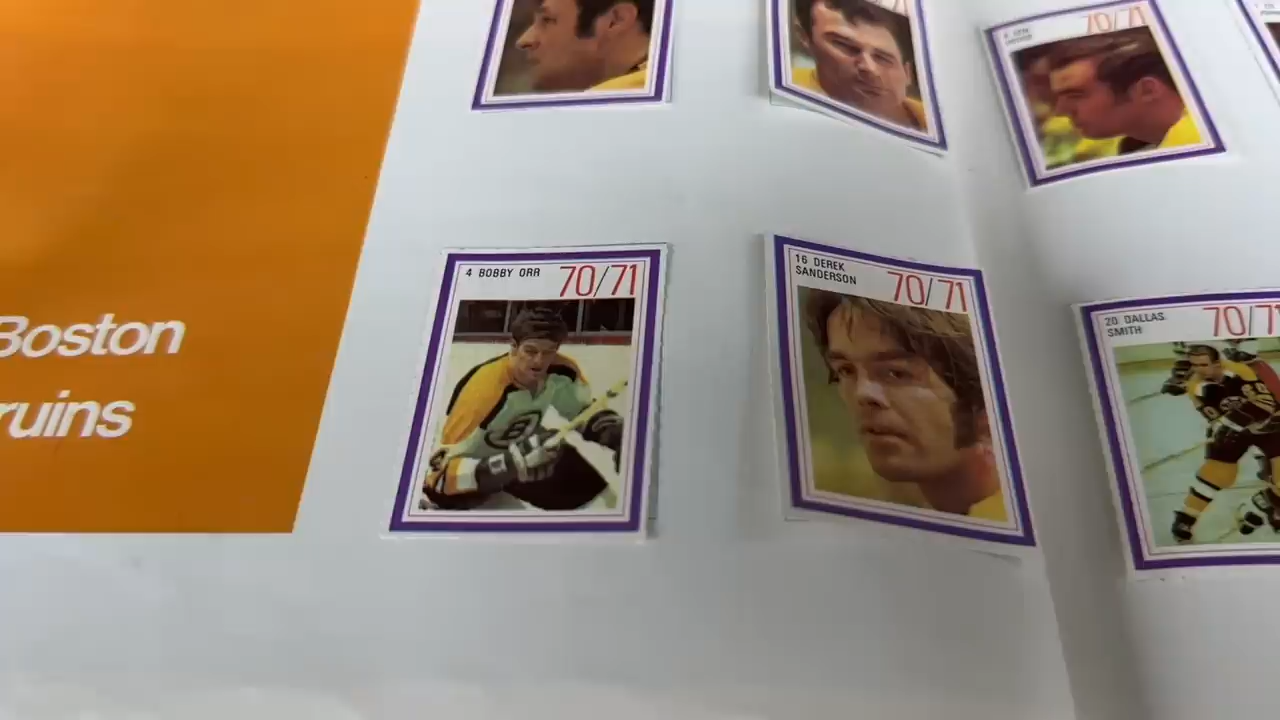 70/71
4 BOBBY ORR 70/71
16 DEREK
SANDERSON 70/71
20 DALLAS
SMITH 70/71
Boston
ruins